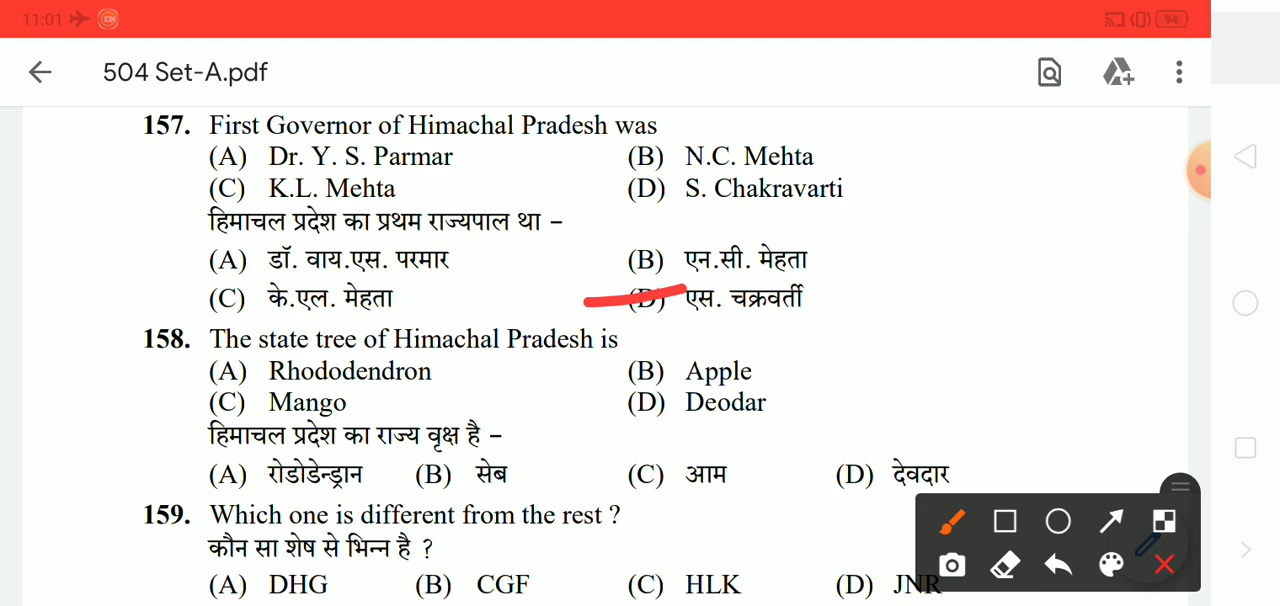 11:01 94
504 Set-A.pdf
157. First Governor of Himachal Pradesh was
(A) Dr. Y. S. Parmar (B) N.C. Mehta
(C) K.L. Mehta (D) S. Chakravarti
हिमाचल प्रदेश का प्रथम राज्यपाल था –
(A) डॉ. वाय.एस. परमार (B) एन.सी. मेहता
(C) के.एल. मेहता (D) एस. चक्रवर्ती
158. The state tree of Himachal Pradesh is
(A) Rhododendron (B) Apple
(C) Mango (D) Deodar
हिमाचल प्रदेश का राज्य वृक्ष है –
(A) रोडोडेन्ड्रान (B) सेब (C) आम (D) देवदार
159. Which one is different from the rest ?
कौन सा शेष से भिन्न है ?
(A) DHG (B) CGF (C) HLK (D) JNR